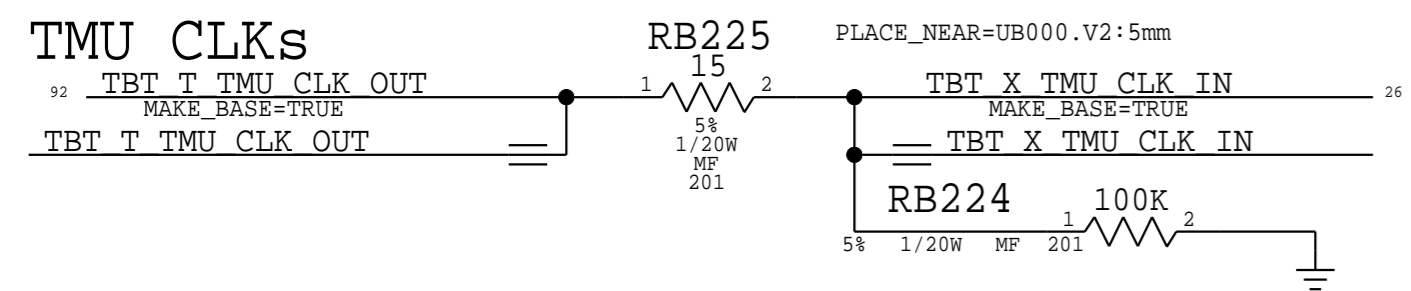 TMU CLKs
RB225
PLACE_NEAR=UB000.V2:5mm
15
92 TBT_T_TMU_CLK_OUT 1 2 TBT_X_TMU_CLK_IN 26
MAKE_BASE=TRUE MAKE_BASE=TRUE
5%
TBT_T_TMU_CLK_OUT 1/20W TBT_X_TMU_CLK_IN
MF
201
RB224 100K
1 2
5% 1/20W MF 201